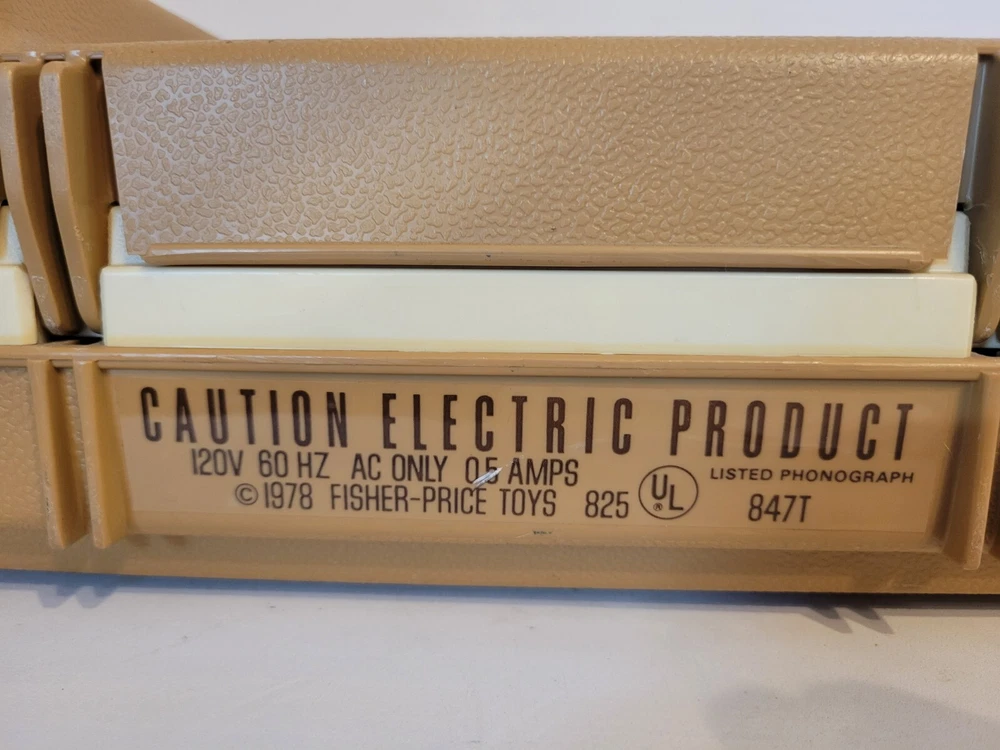 CAUTION ELECTRIC PRODUCT
120V 60 HZ AC ONLY 0.5 AMPS
LISTED PHONOGRAPH
©1978 FISHER-PRICE TOYS 825 UL ® 847T